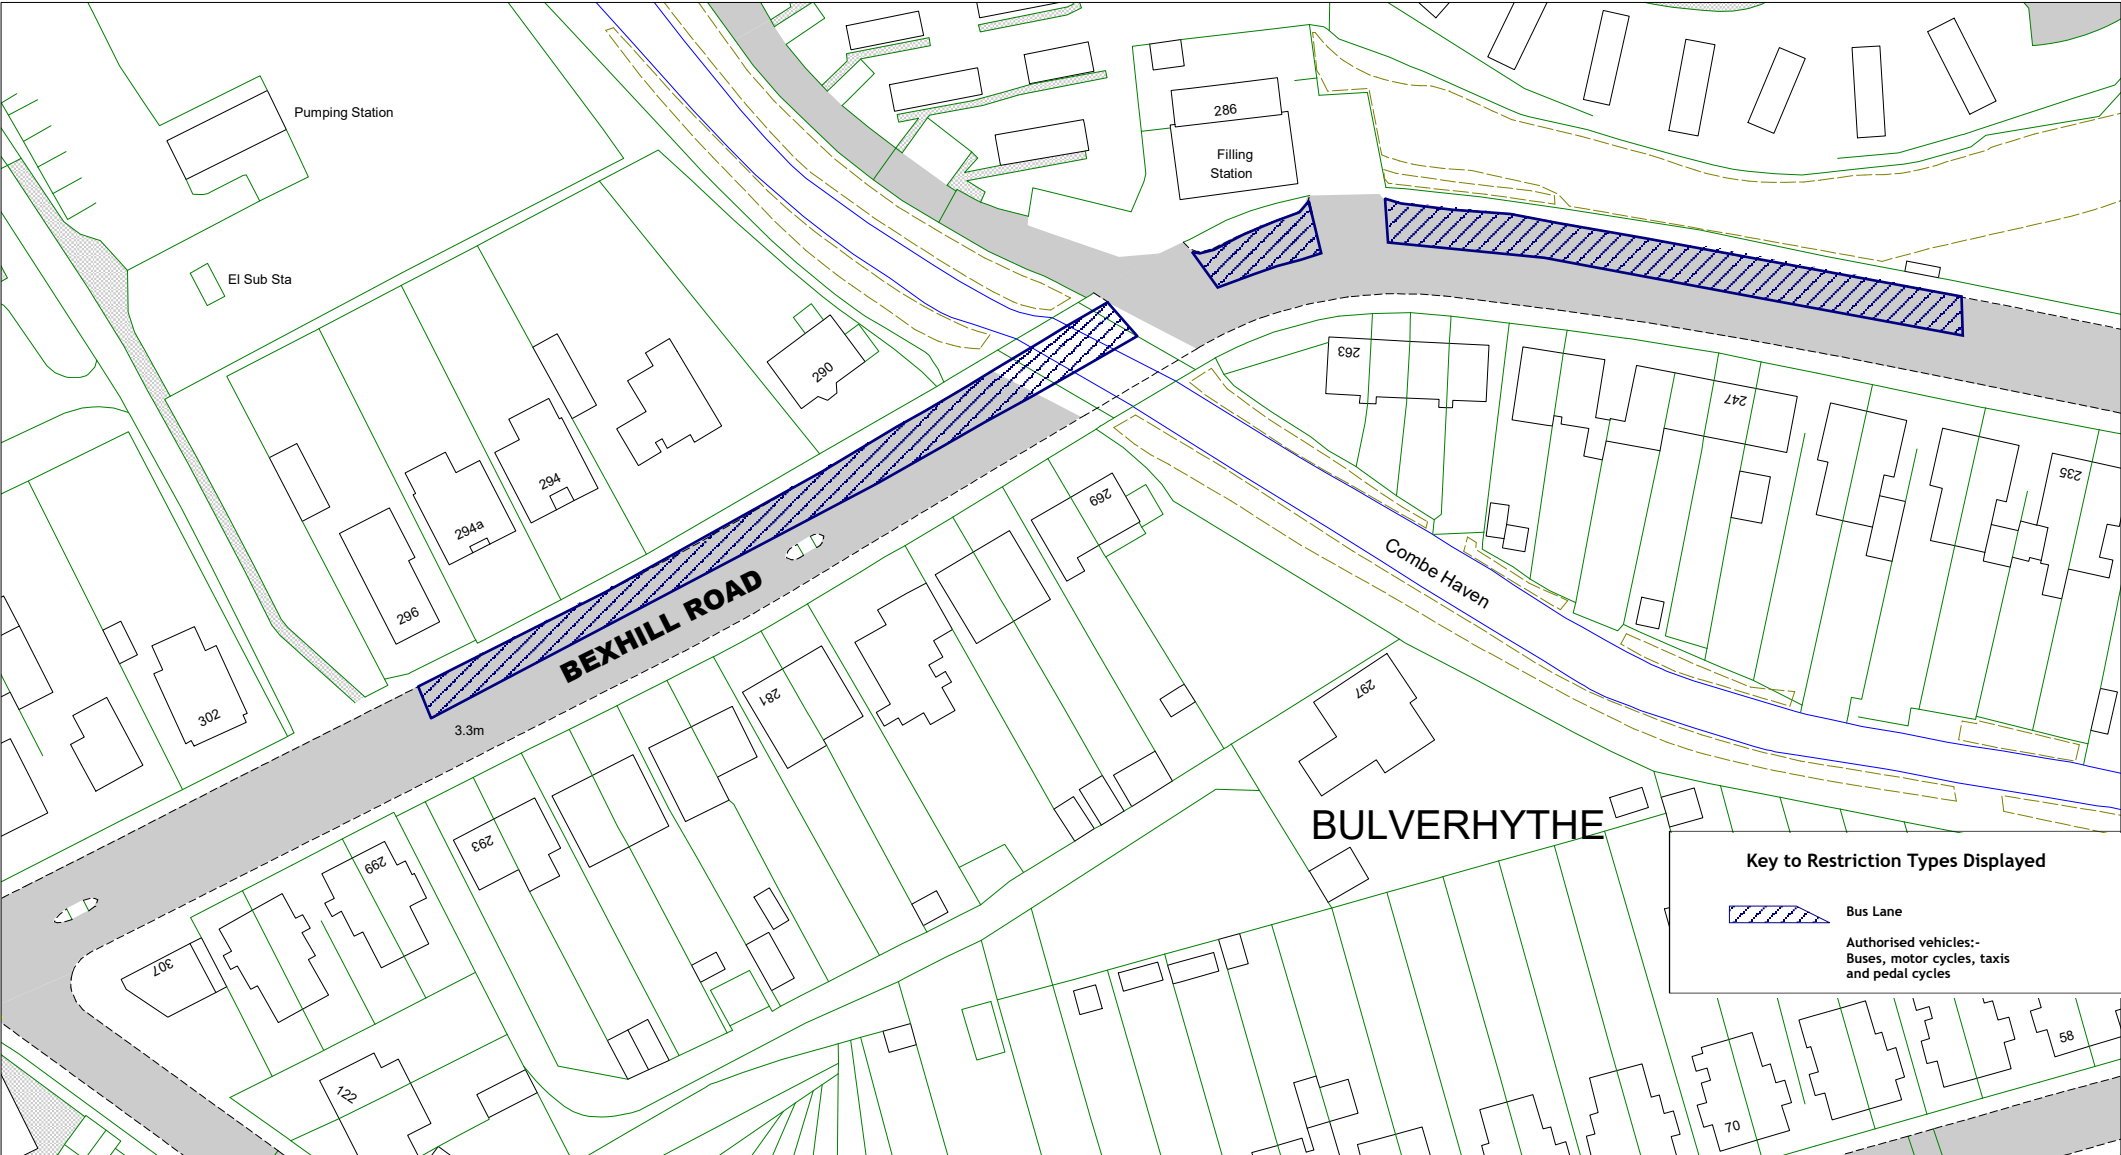 Pumping Station
286
Filling
Station
El Sub Sta
290
263
247
235
294
294a
296
269
Combe Haven
BEXHILL ROAD
281
297
302
3.3m
293
299
307
BULVERHYTHE
Key to Restriction Types Displayed
Bus Lane
Authorised vehicles:-
Buses, motor cycles, taxis
and pedal cycles
122
70
58